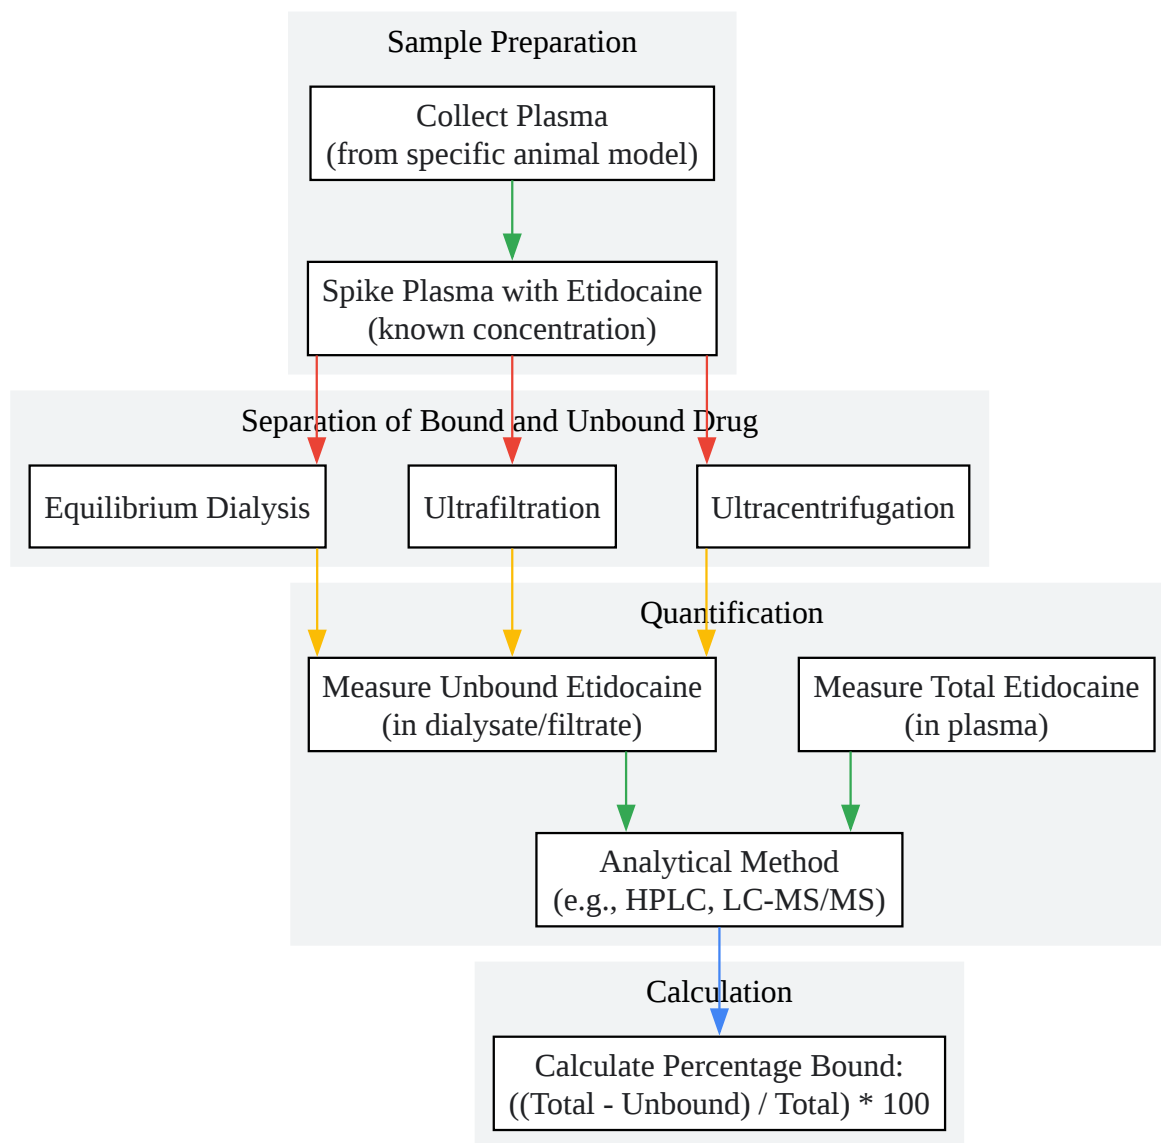 Sample Preparation
Collect Plasma
(from specific animal model)
Spike Plasma with Etidocaine
(known concentration)
Separation of Bound and Unbound Drug
Equilibrium Dialysis
Ultrafiltration
Ultracentrifugation
Quantification
Measure Unbound Etidocaine
(in dialysate/filtrate)
Measure Total Etidocaine
(in plasma)
Analytical Method
(e.g., HPLC, LC-MS/MS)
Calculation
Calculate Percentage Bound:
((Total - Unbound) / Total) * 100